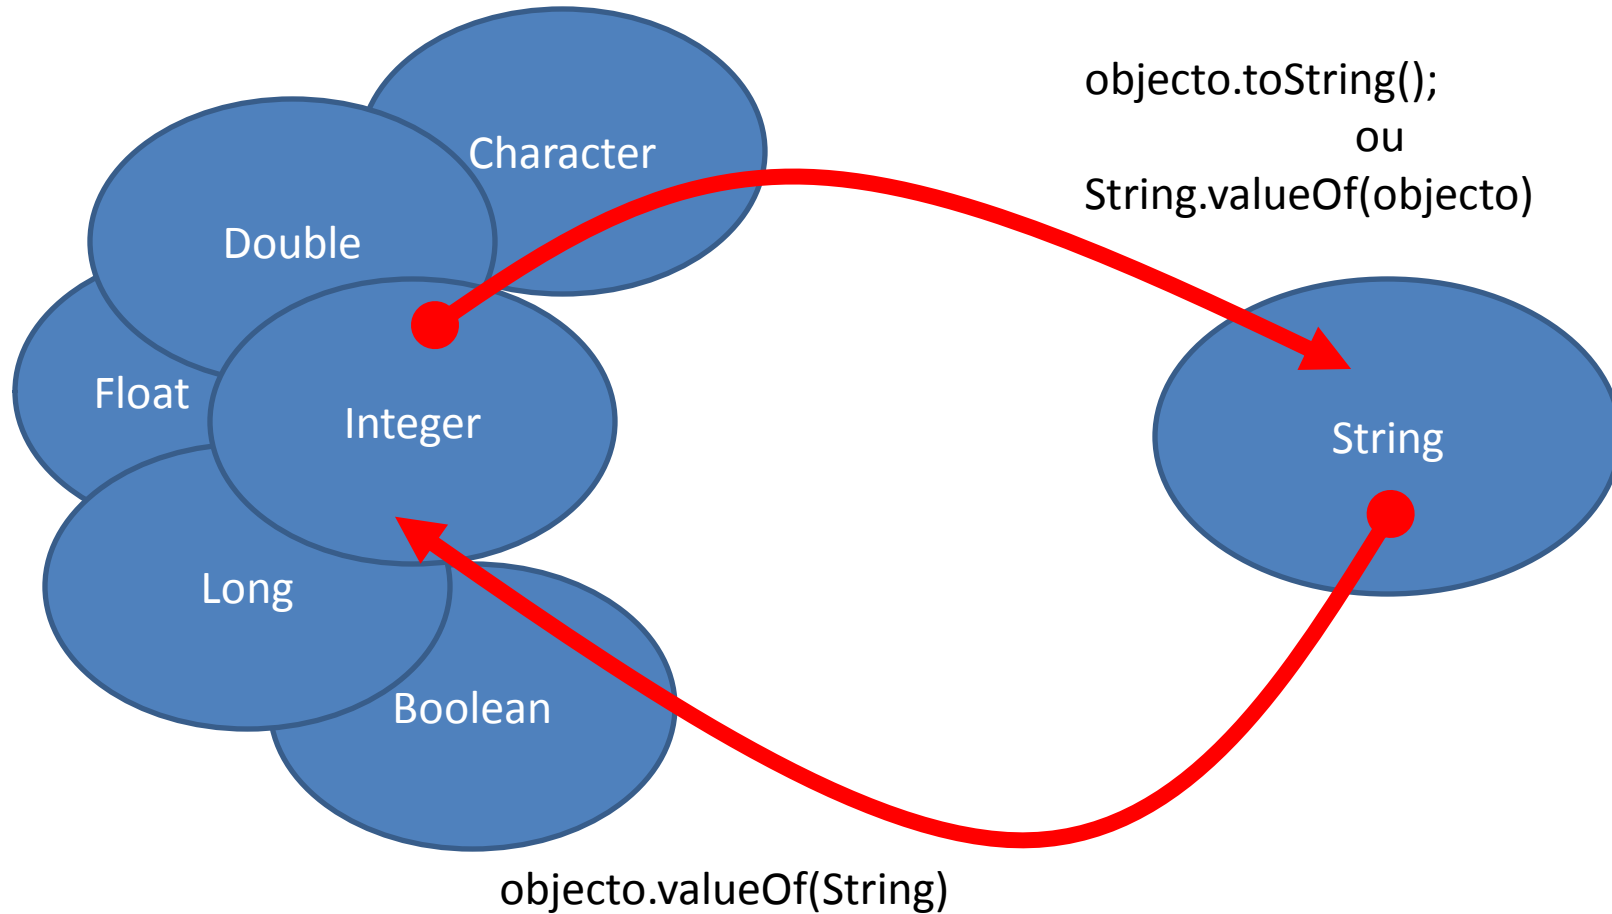 objecto.toString();
ou
String.valueOf(objecto)
Character
Double
Float
Integer
String
Long
Boolean
objecto.valueOf(String)